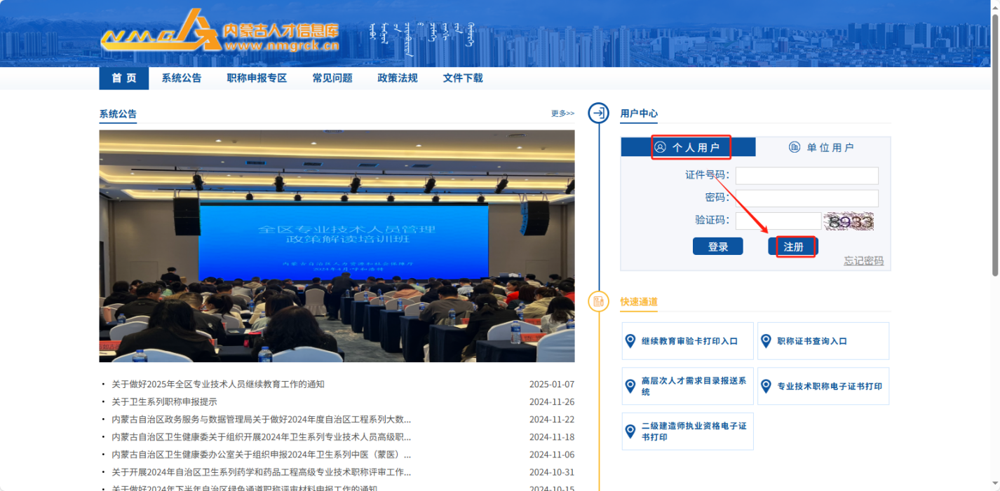 NMG 内蒙古人才信息库
www.nmgrck.cn
首 页 系统公告 职称申报专区 常见问题 政策法规 文件下载
系统公告 更多>>
全区专业技术人员管理
政策解读培训班
关于做好2025年全区专业技术人员继续教育工作的通知 2025-01-07
关于卫生系列职称申报提示 2024-11-26
内蒙古自治区政务服务与数据管理局关于做好2024年度自治区工程系列大数... 2024-11-22
内蒙古自治区卫生健康委关于组织开展2024年卫生系列专业技术人员高级职... 2024-11-18
内蒙古自治区卫生健康委办公室关于组织申报2024年卫生系列中医（蒙医）... 2024-11-06
关于开展2024年自治区卫生系列药学和药品工程高级专业技术职称评审工作... 2024-10-31
关于做好2024年下半年自治区绿色通道职称评审材料申报工作的通知 2024-10-15
用户中心
个人用户 单位用户
证件号码：
密码：
验证码： 8933
登录 注册
忘记密码
快速通道
继续教育审验卡打印入口 职称证书查询入口
高层次人才需求目录报送系
统
专业技术职称电子证书打印
二级建造师执业资格电子证
书打印